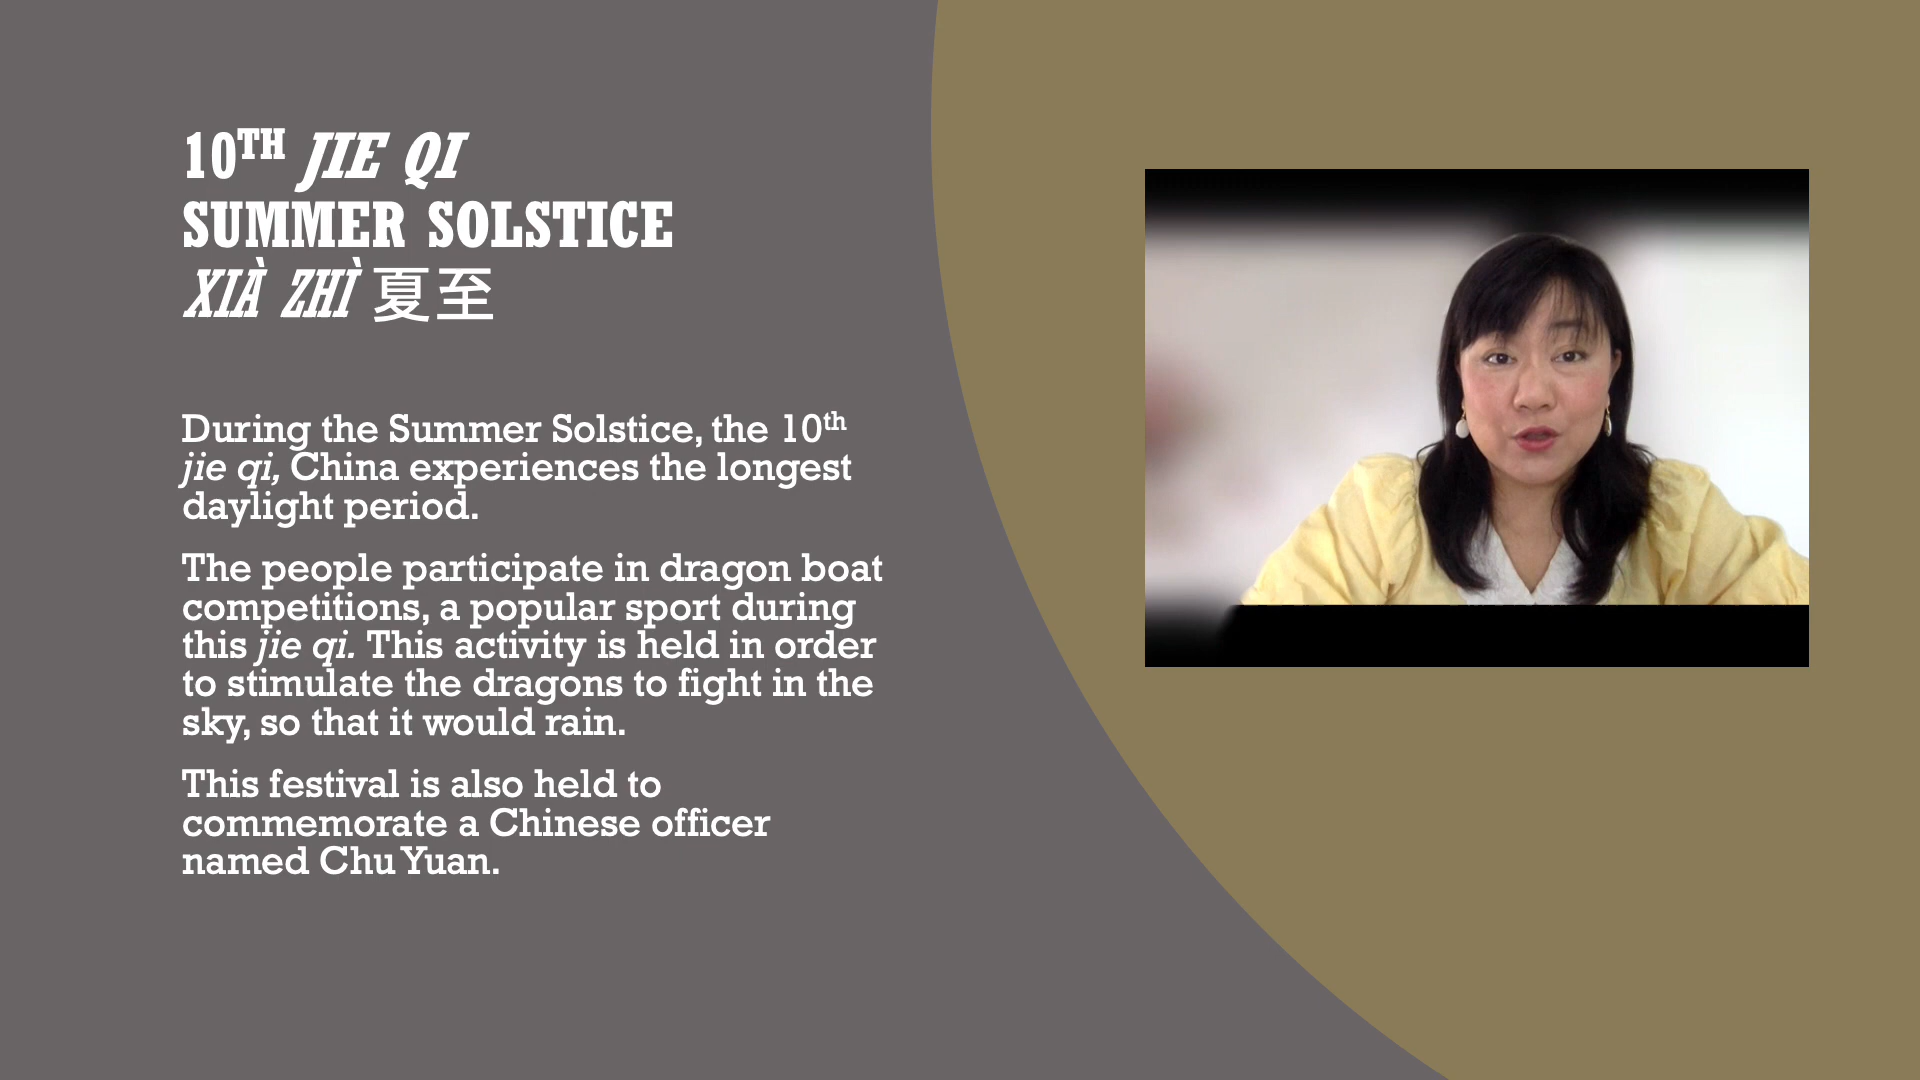 10TH JIE QI
SUMMER SOLSTICE
XIÀ ZHÌ 夏至
During the Summer Solstice, the 10th
jie qi, China experiences the longest
daylight period.
The people participate in dragon boat
competitions, a popular sport during
this jie qi. This activity is held in order
to stimulate the dragons to fight in the
sky, so that it would rain.
This festival is also held to
commemorate a Chinese officer
named Chu Yuan.